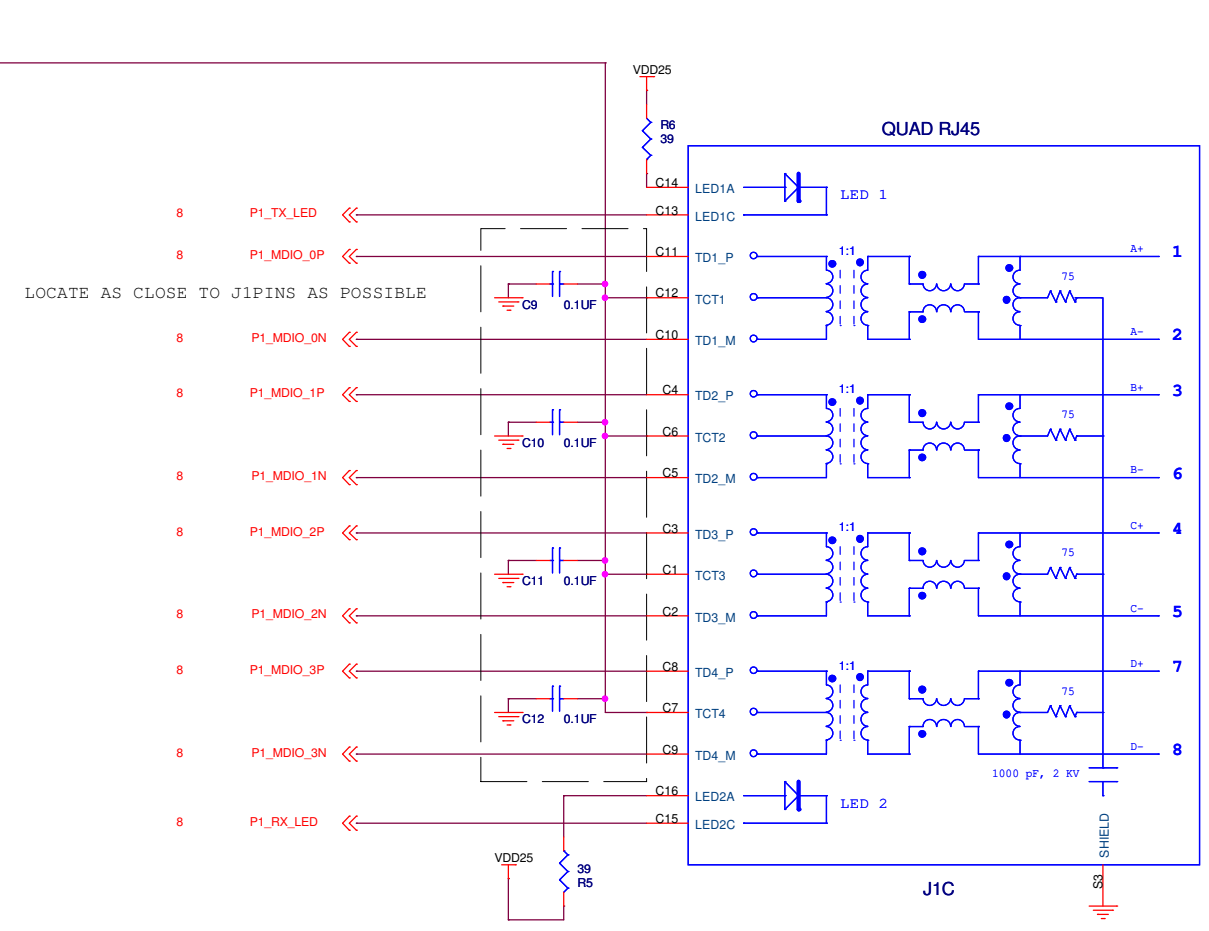 VDD25
R6
39
QUAD RJ45
C14 LED1A
LED 1
8 P1_TX_LED C13 LED1C
8 P1_MDIO_0P C11 TD1_P 1:1 A+ 1
75
LOCATE AS CLOSE TO J1PINS AS POSSIBLE
C9 0.1UF C12 TCT1
8 P1_MDIO_0N C10 TD1_M A- 2
8 P1_MDIO_1P C4 TD2_P 1:1 B+ 3
75
C10 0.1UF C6 TCT2
8 P1_MDIO_1N C5 TD2_M B- 6
8 P1_MDIO_2P C3 TD3_P 1:1 C+ 4
75
C11 0.1UF C1 TCT3
8 P1_MDIO_2N C2 TD3_M C- 5
8 P1_MDIO_3P C8 TD4_P 1:1 D+ 7
75
C12 0.1UF C7 TCT4
8 P1_MDIO_3N C9 TD4_M D- 8
1000 pF, 2 KV
C16 LED2A
LED 2
8 P1_RX_LED C15 LED2C
SHIELD
VDD25
39
R5
S3
J1C